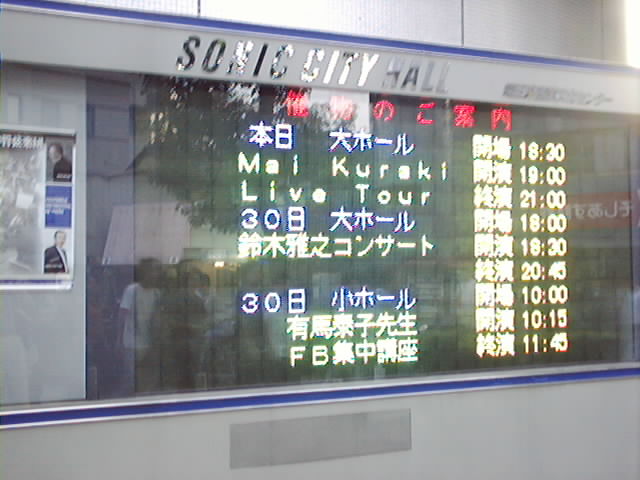 SONIC CITY HALL
催物のご案内
本日 大ホール 開場 18:30
Mai Kuraki 開演 19:00
Live Tour 終演 21:00
30日 大ホール 開場 18:00
鈴木雅之コンサート 開演 18:30
終演 20:45
30日 小ホール 開場 10:00
有馬泰子先生 開演 10:15
FB集中講座 終演 11:45